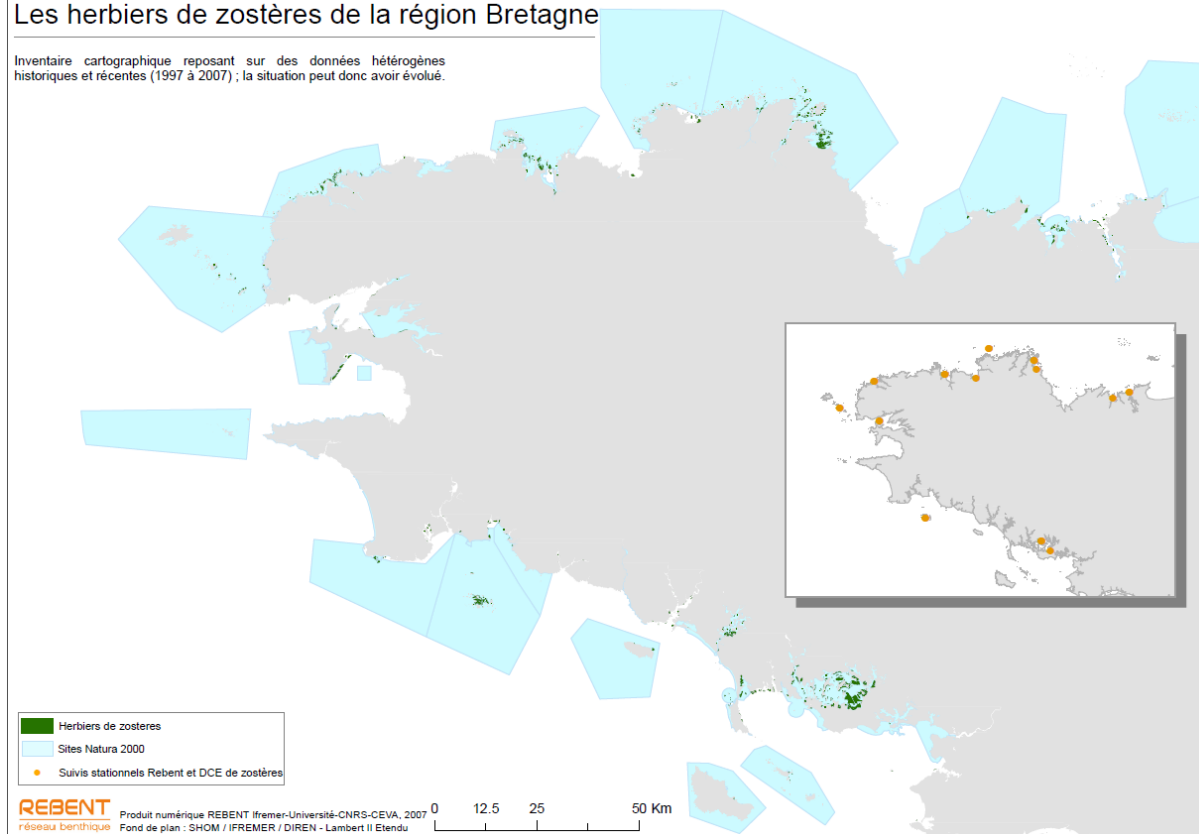 Les herbiers de zostères de la région Bretagne
Inventaire cartographique reposant sur des données hétérogènes
historiques et récentes (1997 à 2007) ; la situation peut donc avoir évolué.
Herbiers de zosteres
Sites Natura 2000
Suivis stationnels Rebent et DCE de zostères
REBENT
réseau benthique
Produit numérique REBENT Ifremer-Université-CNRS-CEVA, 2007
Fond de plan : SHOM / IFREMER / DIREN - Lambert II Etendu
0 12.5 25 50 Km